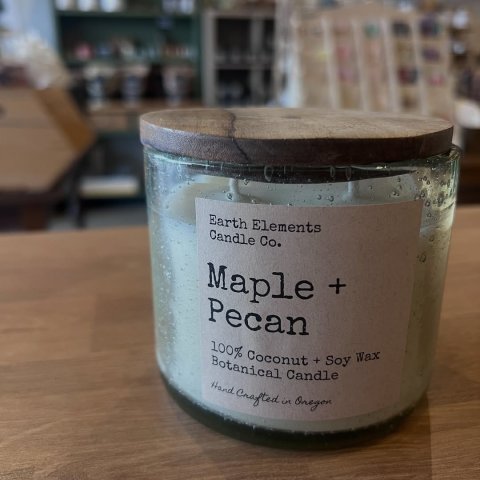 Earth Elements
Candle Co.
Maple +
Pecan
100% Coconut + Soy Wax
Botanical Candle
Hand Crafted in Oregon